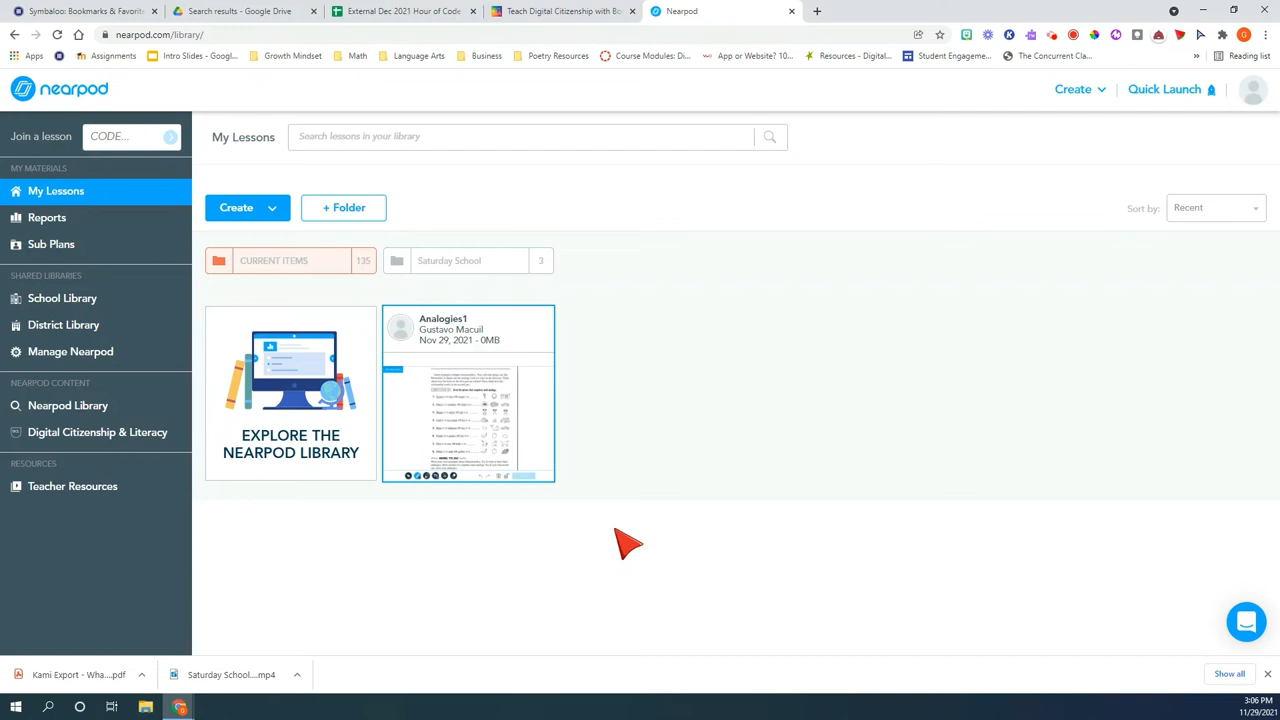 Symbaloo: Bookmarks & Favorit
Search results - Google Drive
External Dec 2021 Hour of Code
Teach Digital Citizenship with Bo
Nearpod
nearpod.com/library/
Apps
Assignments
Intro Slides - Googl...
Growth Mindset
Math
Language Arts
Business
Poetry Resources
Course Modules: Di...
App or Website? 10...
Resources - Digital...
Student Engageme...
The Concurrent Cla...
Reading list
nearpod
Create
Quick Launch
Join a lesson
CODE...
My Lessons
Search lessons in your library
MY MATERIALS
My Lessons
Reports
Sub Plans
Create
+ Folder
Sort by:
Recent
CURRENT ITEMS
135
Saturday School
3
SHARED LIBRARIES
School Library
District Library
Manage Nearpod
NEARPOD CONTENT
Nearpod Library
Digital Citizenship & Literacy
RESOURCES
Teacher Resources
EXPLORE THE
NEARPOD LIBRARY
Analogies1
Gustavo Macuil
Nov 29, 2021 - 0MB
Kami Export - Wha....pdf
Saturday School....mp4
Show all
3:06 PM
11/29/2021